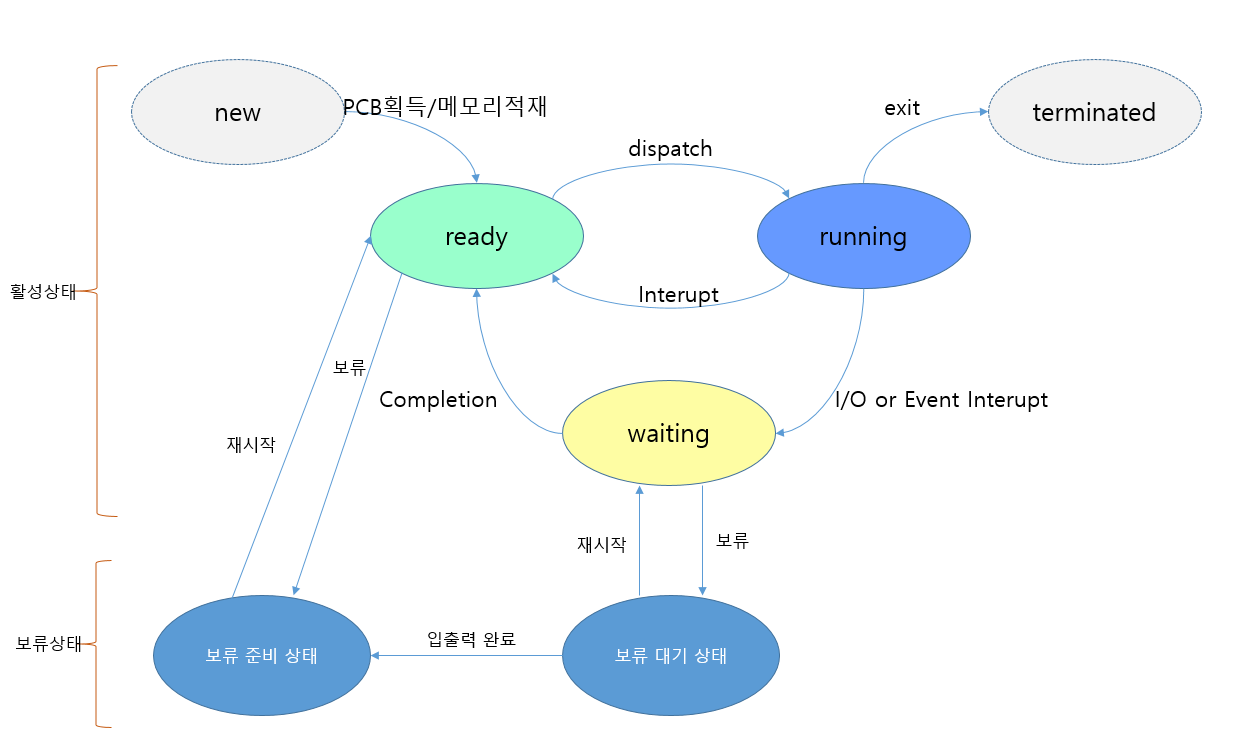 new
PCB획득/메모리적재
exit
terminated
dispatch
ready
running
활성상태
Interupt
보류
Completion
I/O or Event Interupt
waiting
재시작
재시작
보류
보류상태
보류 준비 상태
입출력 완료
보류 대기 상태